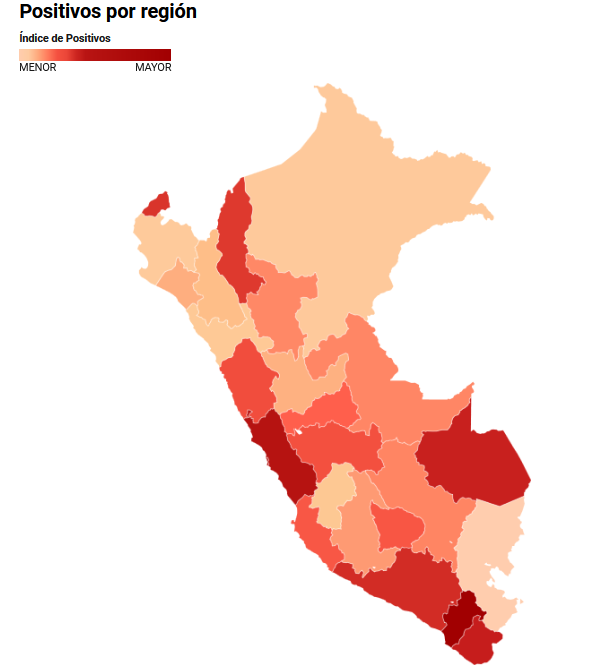 Positivos por región
Índice de Positivos
MENOR MAYOR